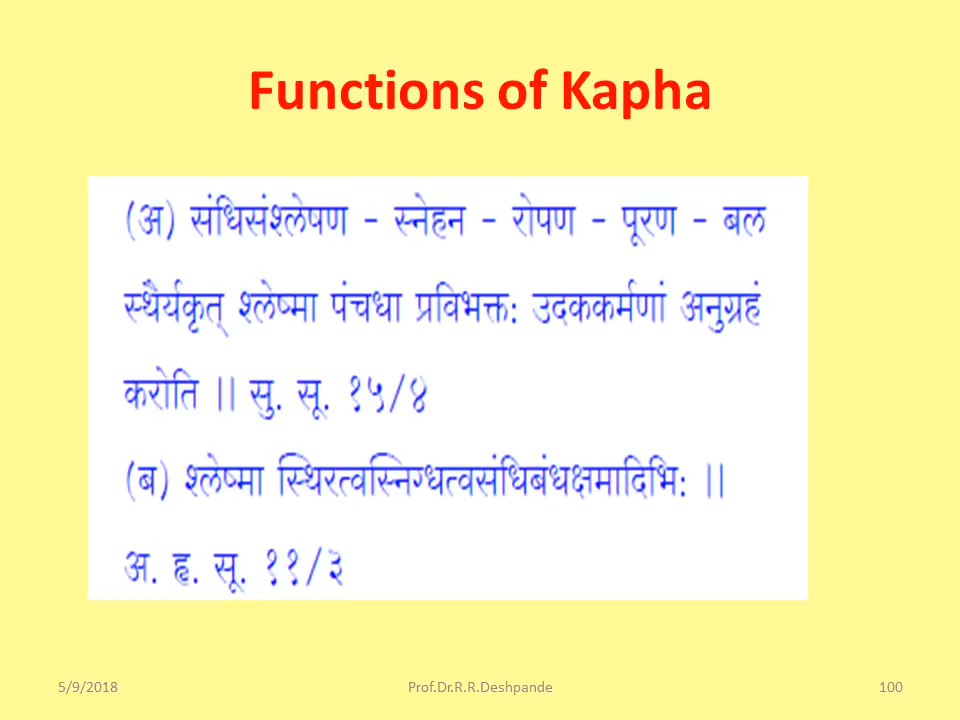 Functions of Kapha
(अ) संधिसंश्लेषण - स्नेहन - रोपण - पूरण - बल
स्थैर्यकृत् श्लेष्मा पंचधा प्रविभक्त: उदककर्मणां अनुग्रहं
करोति || सु. सू. १५/४
(ब) श्लेष्मा स्थिरत्वस्निग्धत्वसंधिबंधक्षमादिभि: ||
अ. हृ. सू. ११/३
5/9/2018
Prof.Dr.R.R.Deshpande
100